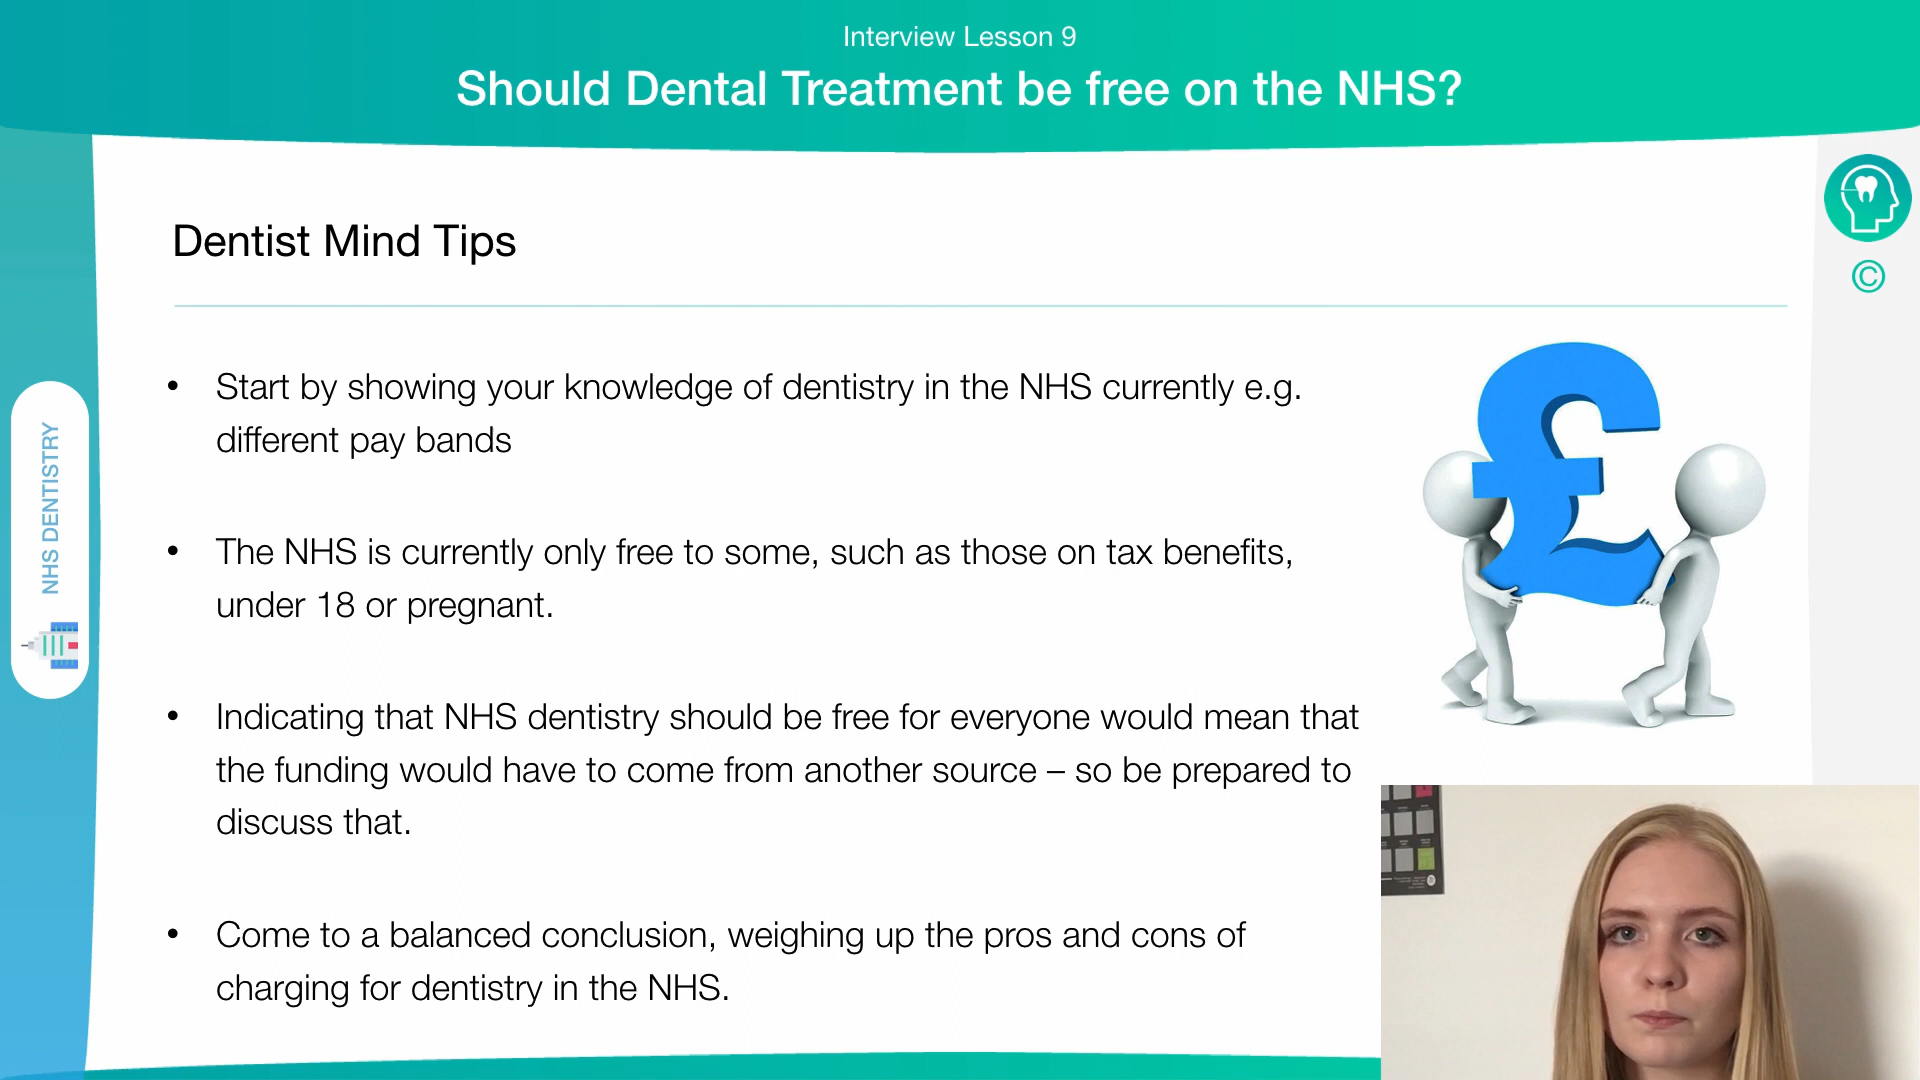 Interview Lesson 9
Should Dental Treatment be free on the NHS?
Dentist Mind Tips
©
• Start by showing your knowledge of dentistry in the NHS currently e.g.
different pay bands
• The NHS is currently only free to some, such as those on tax benefits,
under 18 or pregnant.
• Indicating that NHS dentistry should be free for everyone would mean that
the funding would have to come from another source – so be prepared to
discuss that.
• Come to a balanced conclusion, weighing up the pros and cons of
charging for dentistry in the NHS.
NHS DENTISTRY
£